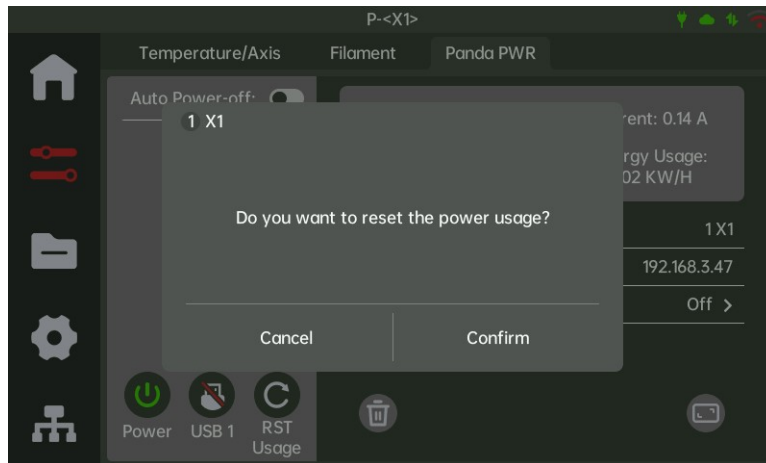 P-<X1>
Temperature/Axis Filament Panda PWR
Auto Power-off:
1 X1
rent: 0.14 A
rgy Usage:
02 KW/H
Do you want to reset the power usage?
1 X1
192.168.3.47
Off >
Cancel Confirm
Power USB 1 RST
Usage